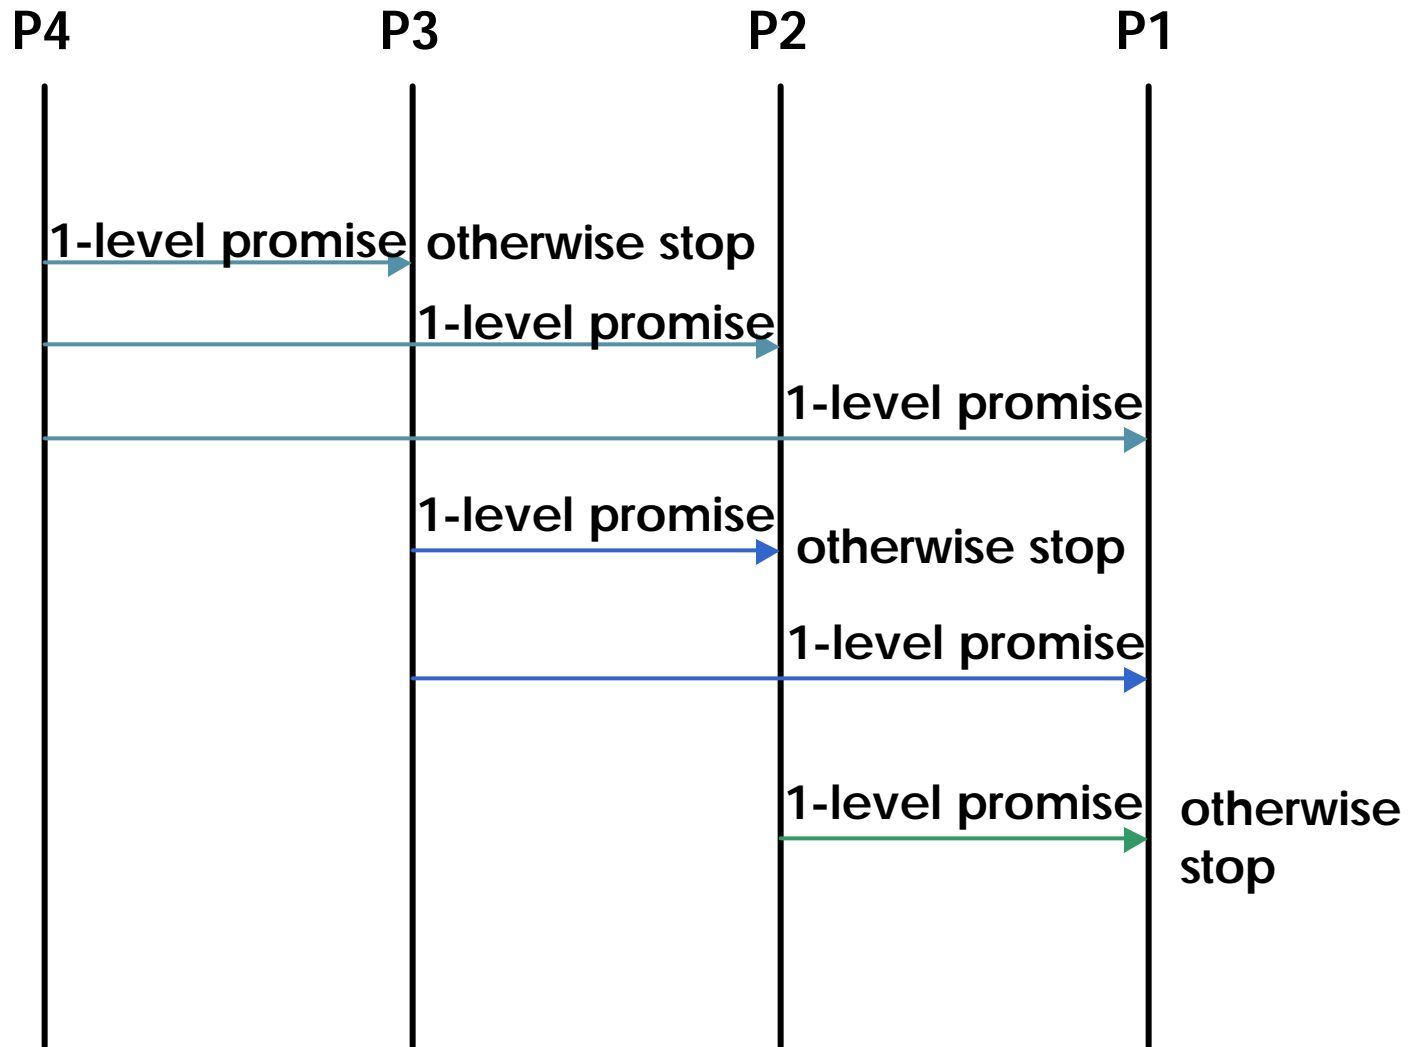 P4 P3 P2 P1
1-level promise otherwise stop
1-level promise
1-level promise
1-level promise
otherwise stop
1-level promise
1-level promise
otherwise
stop